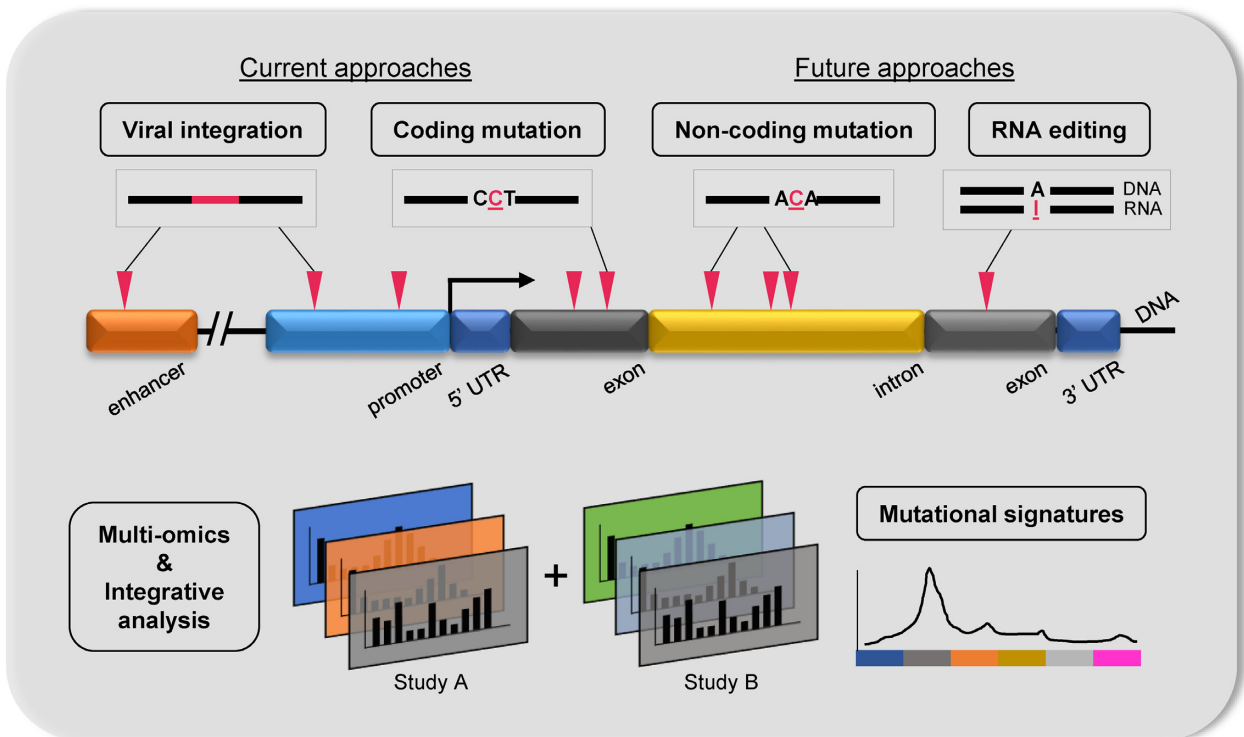 Current approaches
Future approaches
Viral integration
Coding mutation
Non-coding mutation
RNA editing
CCT
ACA
A
DNA
I
RNA
DNA
enhancer
promoter
5' UTR
exon
intron
exon
3' UTR
Multi-omics
&
Integrative
analysis
+
Study A
Study B
Mutational signatures